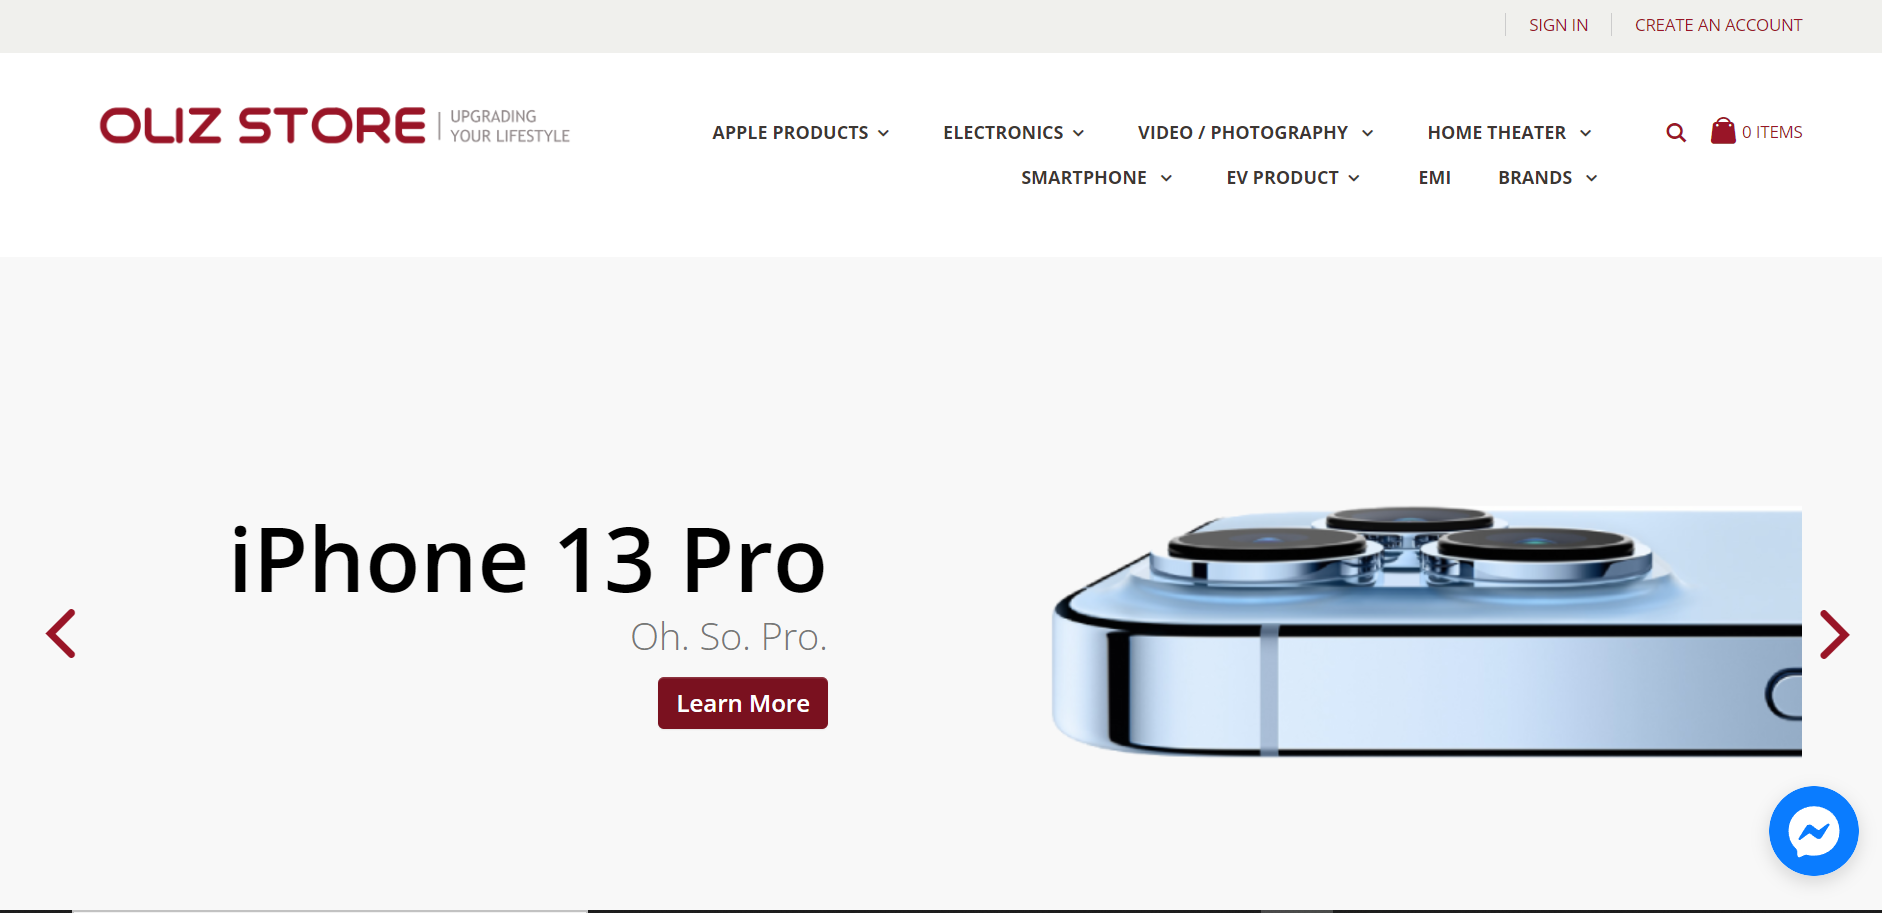 SIGN IN
CREATE AN ACCOUNT
OLIZ STORE
UPGRADING
YOUR LIFESTYLE
APPLE PRODUCTS
ELECTRONICS
VIDEO / PHOTOGRAPHY
HOME THEATER
0 ITEMS
SMARTPHONE
EV PRODUCT
EMI
BRANDS
iPhone 13 Pro
Oh. So. Pro.
Learn More